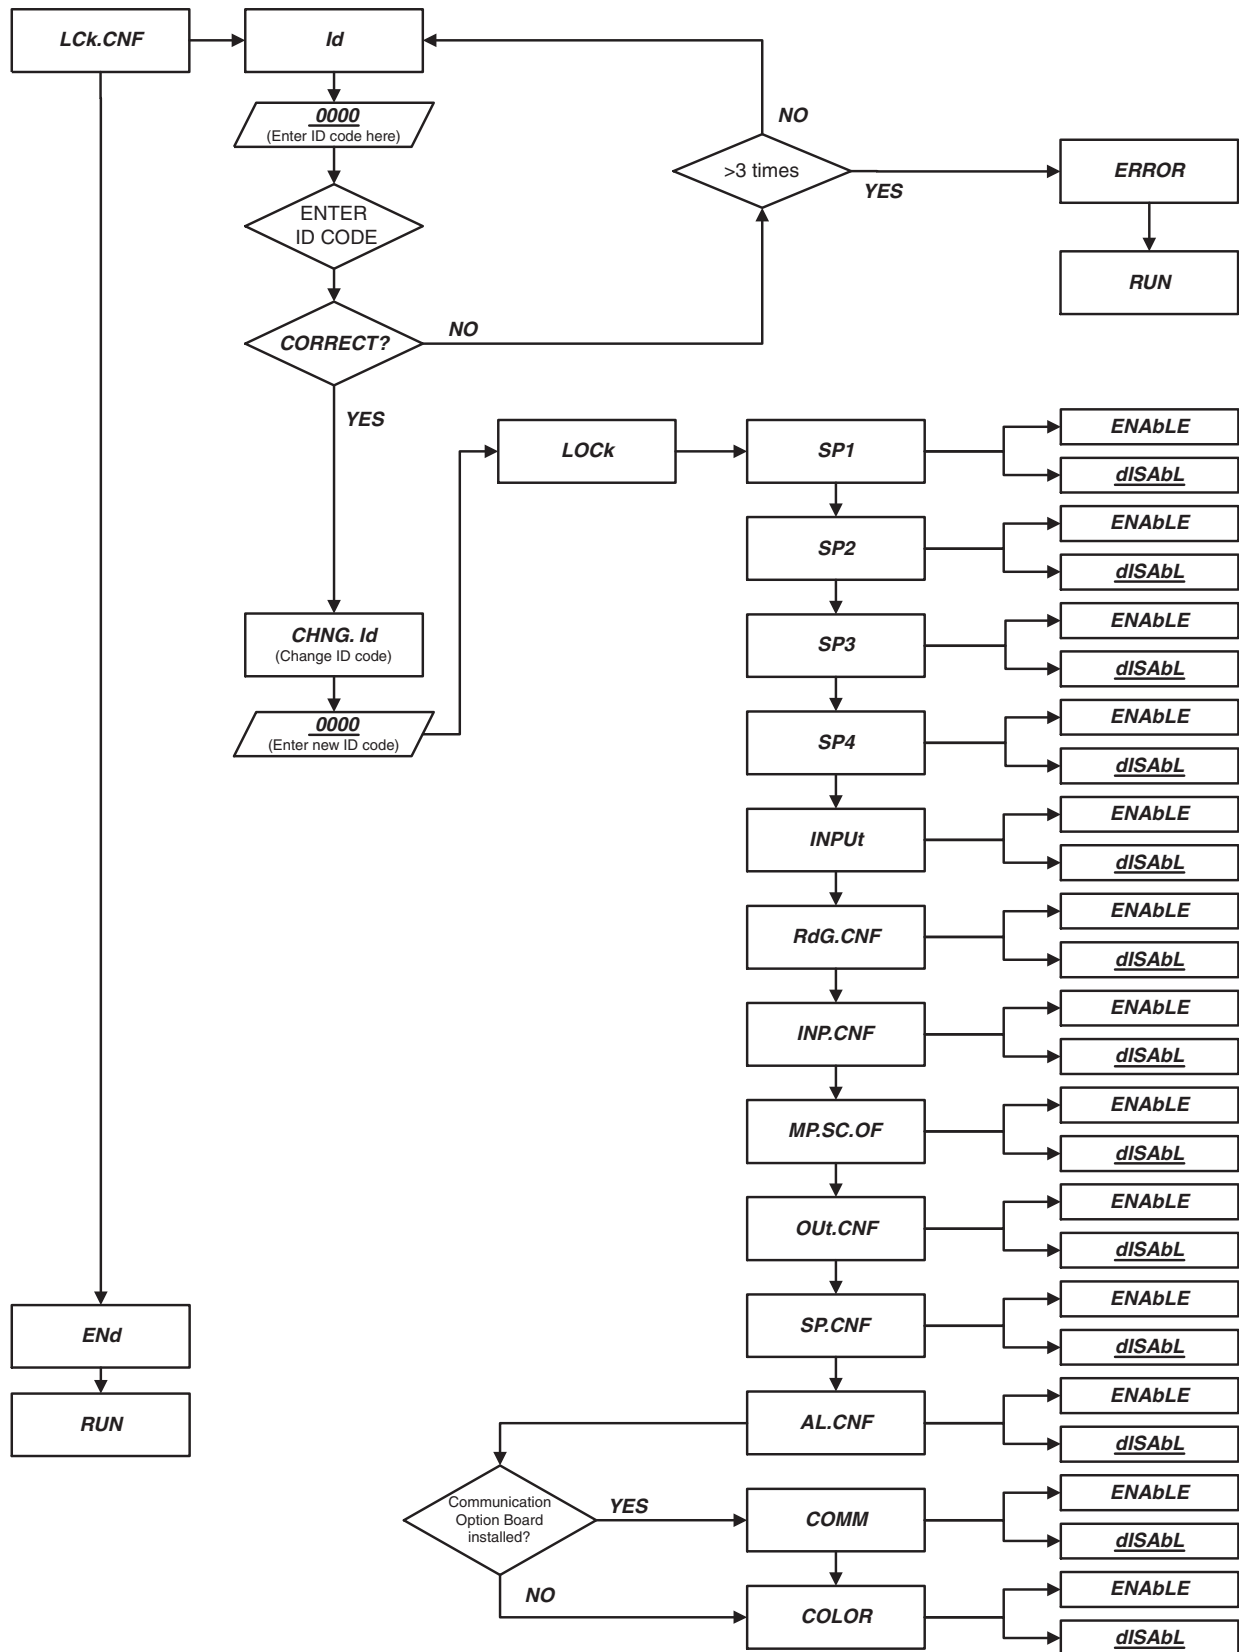 LCk.CNF
Id
0000
(Enter ID code here)
ENTER
ID CODE
CORRECT?
NO
>3 times
NO
YES
ERROR
RUN
YES
CHNG. Id
(Change ID code)
0000
(Enter new ID code)
LOCk
SP1
ENAbLE
dISAbL
SP2
ENAbLE
dISAbL
SP3
ENAbLE
dISAbL
SP4
ENAbLE
dISAbL
INPUt
ENAbLE
dISAbL
RdG.CNF
ENAbLE
dISAbL
INP.CNF
ENAbLE
dISAbL
MP.SC.OF
ENAbLE
dISAbL
OUt.CNF
ENAbLE
dISAbL
SP.CNF
ENAbLE
dISAbL
ENd
RUN
AL.CNF
ENAbLE
dISAbL
Communication
Option Board
installed?
YES
COMM
ENAbLE
dISAbL
NO
COLOR
ENAbLE
dISAbL